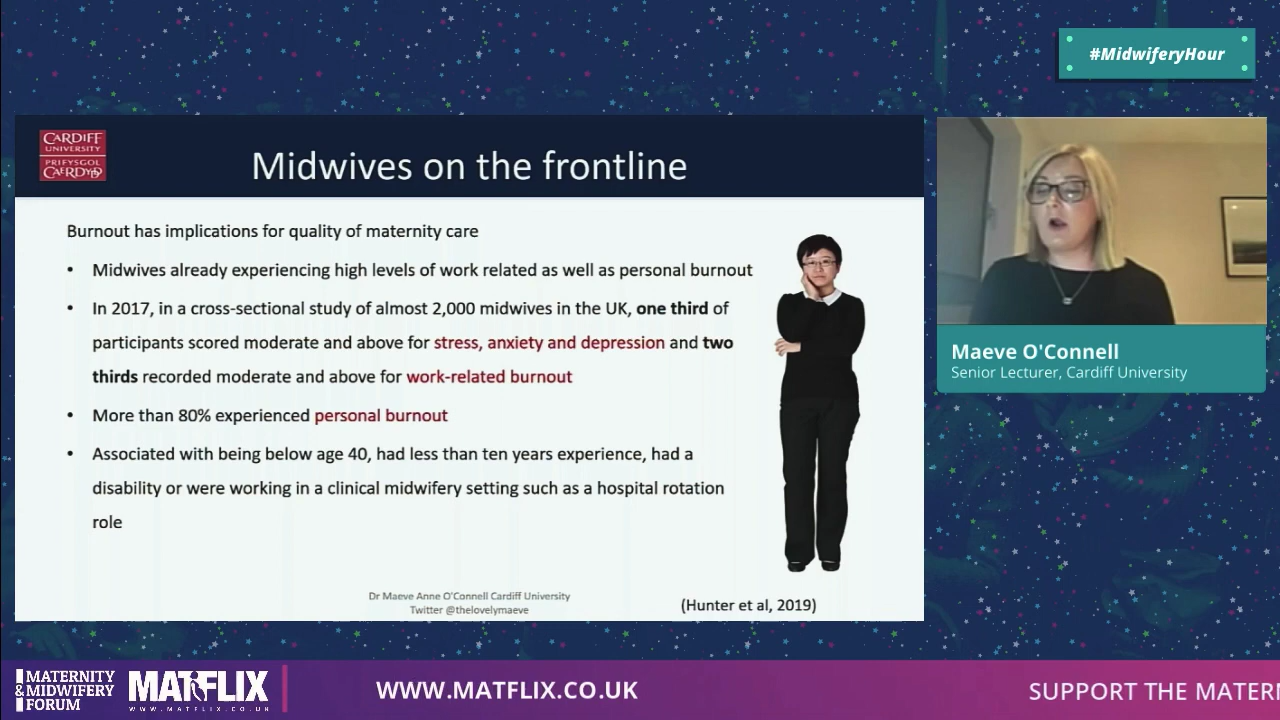 #MidwiferyHour
CARDIFF
UNIVERSITY
PRIFYSGOL
CAERDYDD
Midwives on the frontline
Burnout has implications for quality of maternity care
• Midwives already experiencing high levels of work related as well as personal burnout
• In 2017, in a cross-sectional study of almost 2,000 midwives in the UK, one third of
participants scored moderate and above for stress, anxiety and depression and two
thirds recorded moderate and above for work-related burnout
• More than 80% experienced personal burnout
• Associated with being below age 40, had less than ten years experience, had a
disability or were working in a clinical midwifery setting such as a hospital rotation
role
Dr Maeve Anne O'Connell Cardiff University
Twitter @thelovelymaeve
(Hunter et al, 2019)
Maeve O'Connell
Senior Lecturer, Cardiff University
MATERNITY
&MIDWIFERY
FORUM
MATFLIX
WWW.MATFLIX.CO.UK
WWW.MATFLIX.CO.UK
SUPPORT THE MATER